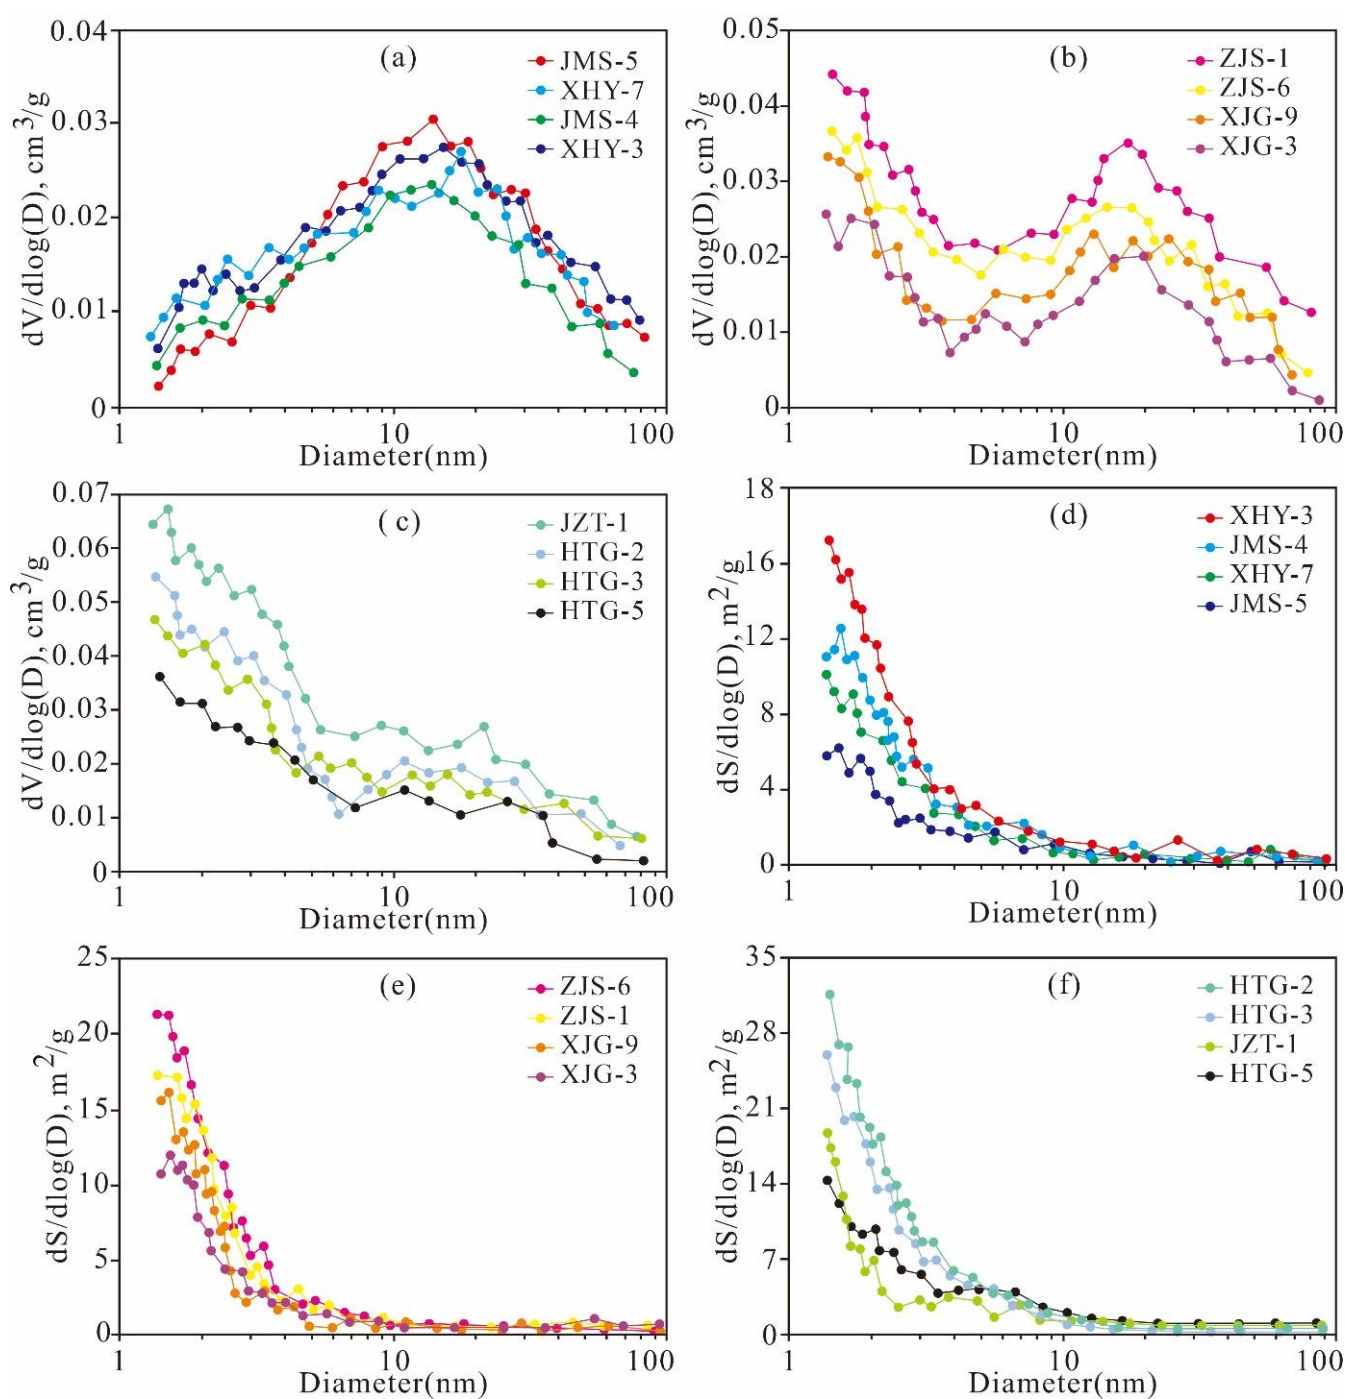 (a)
JMS-5
XHY-7
JMS-4
XHY-3
dV/dlog(D), cm³/g
0.04
0.03
0.02
0.01
0
1 10 100
Diameter(nm)
(b)
ZJS-1
ZJS-6
XJG-9
XJG-3
dV/dlog(D), cm³/g
0.05
0.04
0.03
0.02
0.01
0
1 10 100
Diameter(nm)
( c)
JZT-1
HTG-2
HTG-3
HTG-5
dV/dlog(D), cm³/g
0.07
0.06
0.05
0.04
0.03
0.02
0.01
0
1 10 100
Diameter(nm)
(d)
XHY-3
JMS-4
XHY-7
JMS-5
dS/dlog(D), m²/g
18
16
12
8
4
0
1 10 100
Diameter(nm)
(e)
ZJS-6
ZJS-1
XJG-9
XJG-3
dS/dlog(D), m²/g
25
20
15
10
5
0
1 10 100
Diameter(nm)
(f)
HTG-2
HTG-3
JZT-1
HTG-5
dS/dlog(D), m²/g
35
28
21
14
7
0
1 10 100
Diameter(nm)